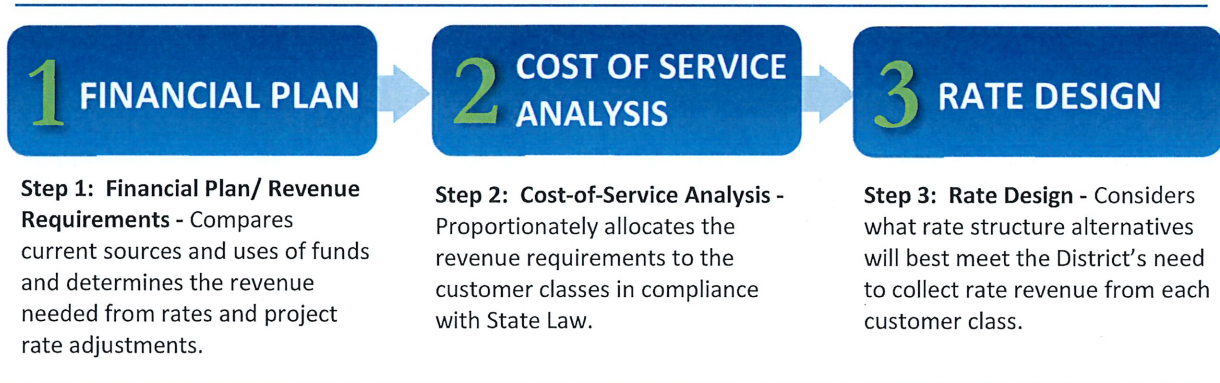 1 FINANCIAL PLAN
2 COST OF SERVICE
ANALYSIS
3 RATE DESIGN
Step 1: Financial Plan/ Revenue
Requirements - Compares
current sources and uses of funds
and determines the revenue
needed from rates and project
rate adjustments.
Step 2: Cost-of-Service Analysis -
Proportionately allocates the
revenue requirements to the
customer classes in compliance
with State Law.
Step 3: Rate Design - Considers
what rate structure alternatives
will best meet the District's need
to collect rate revenue from each
customer class.